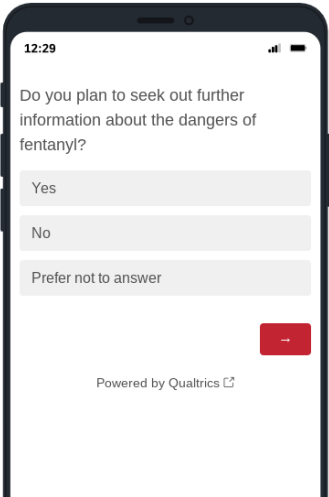 12:29
Do you plan to seek out further
information about the dangers of
fentanyl?
Yes
No
Prefer not to answer
→
Powered by Qualtrics